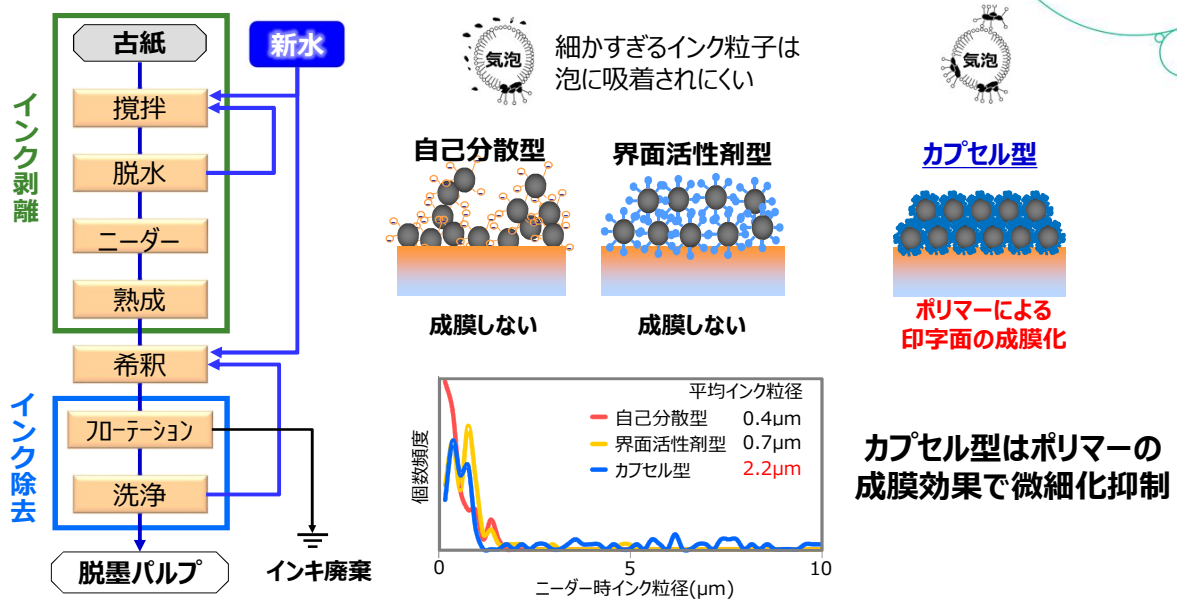 古紙
新水
インク剥離
撹拌
脱水
ニーダー
熟成
希釈
インク除去
フローテーション
洗浄
脱墨パルプ
インキ廃棄
気泡
細かすぎるインク粒子は
泡に吸着されにくい
気泡
自己分散型
界面活性剤型
カプセル型
成膜しない
成膜しない
ポリマーによる
印字面の成膜化
平均インク粒径
自己分散型 0.4μm
界面活性剤型 0.7μm
カプセル型 2.2μm
個数頻度
0 5 10
ニーダー時インク粒径(μm)
カプセル型はポリマーの
成膜効果で微細化抑制